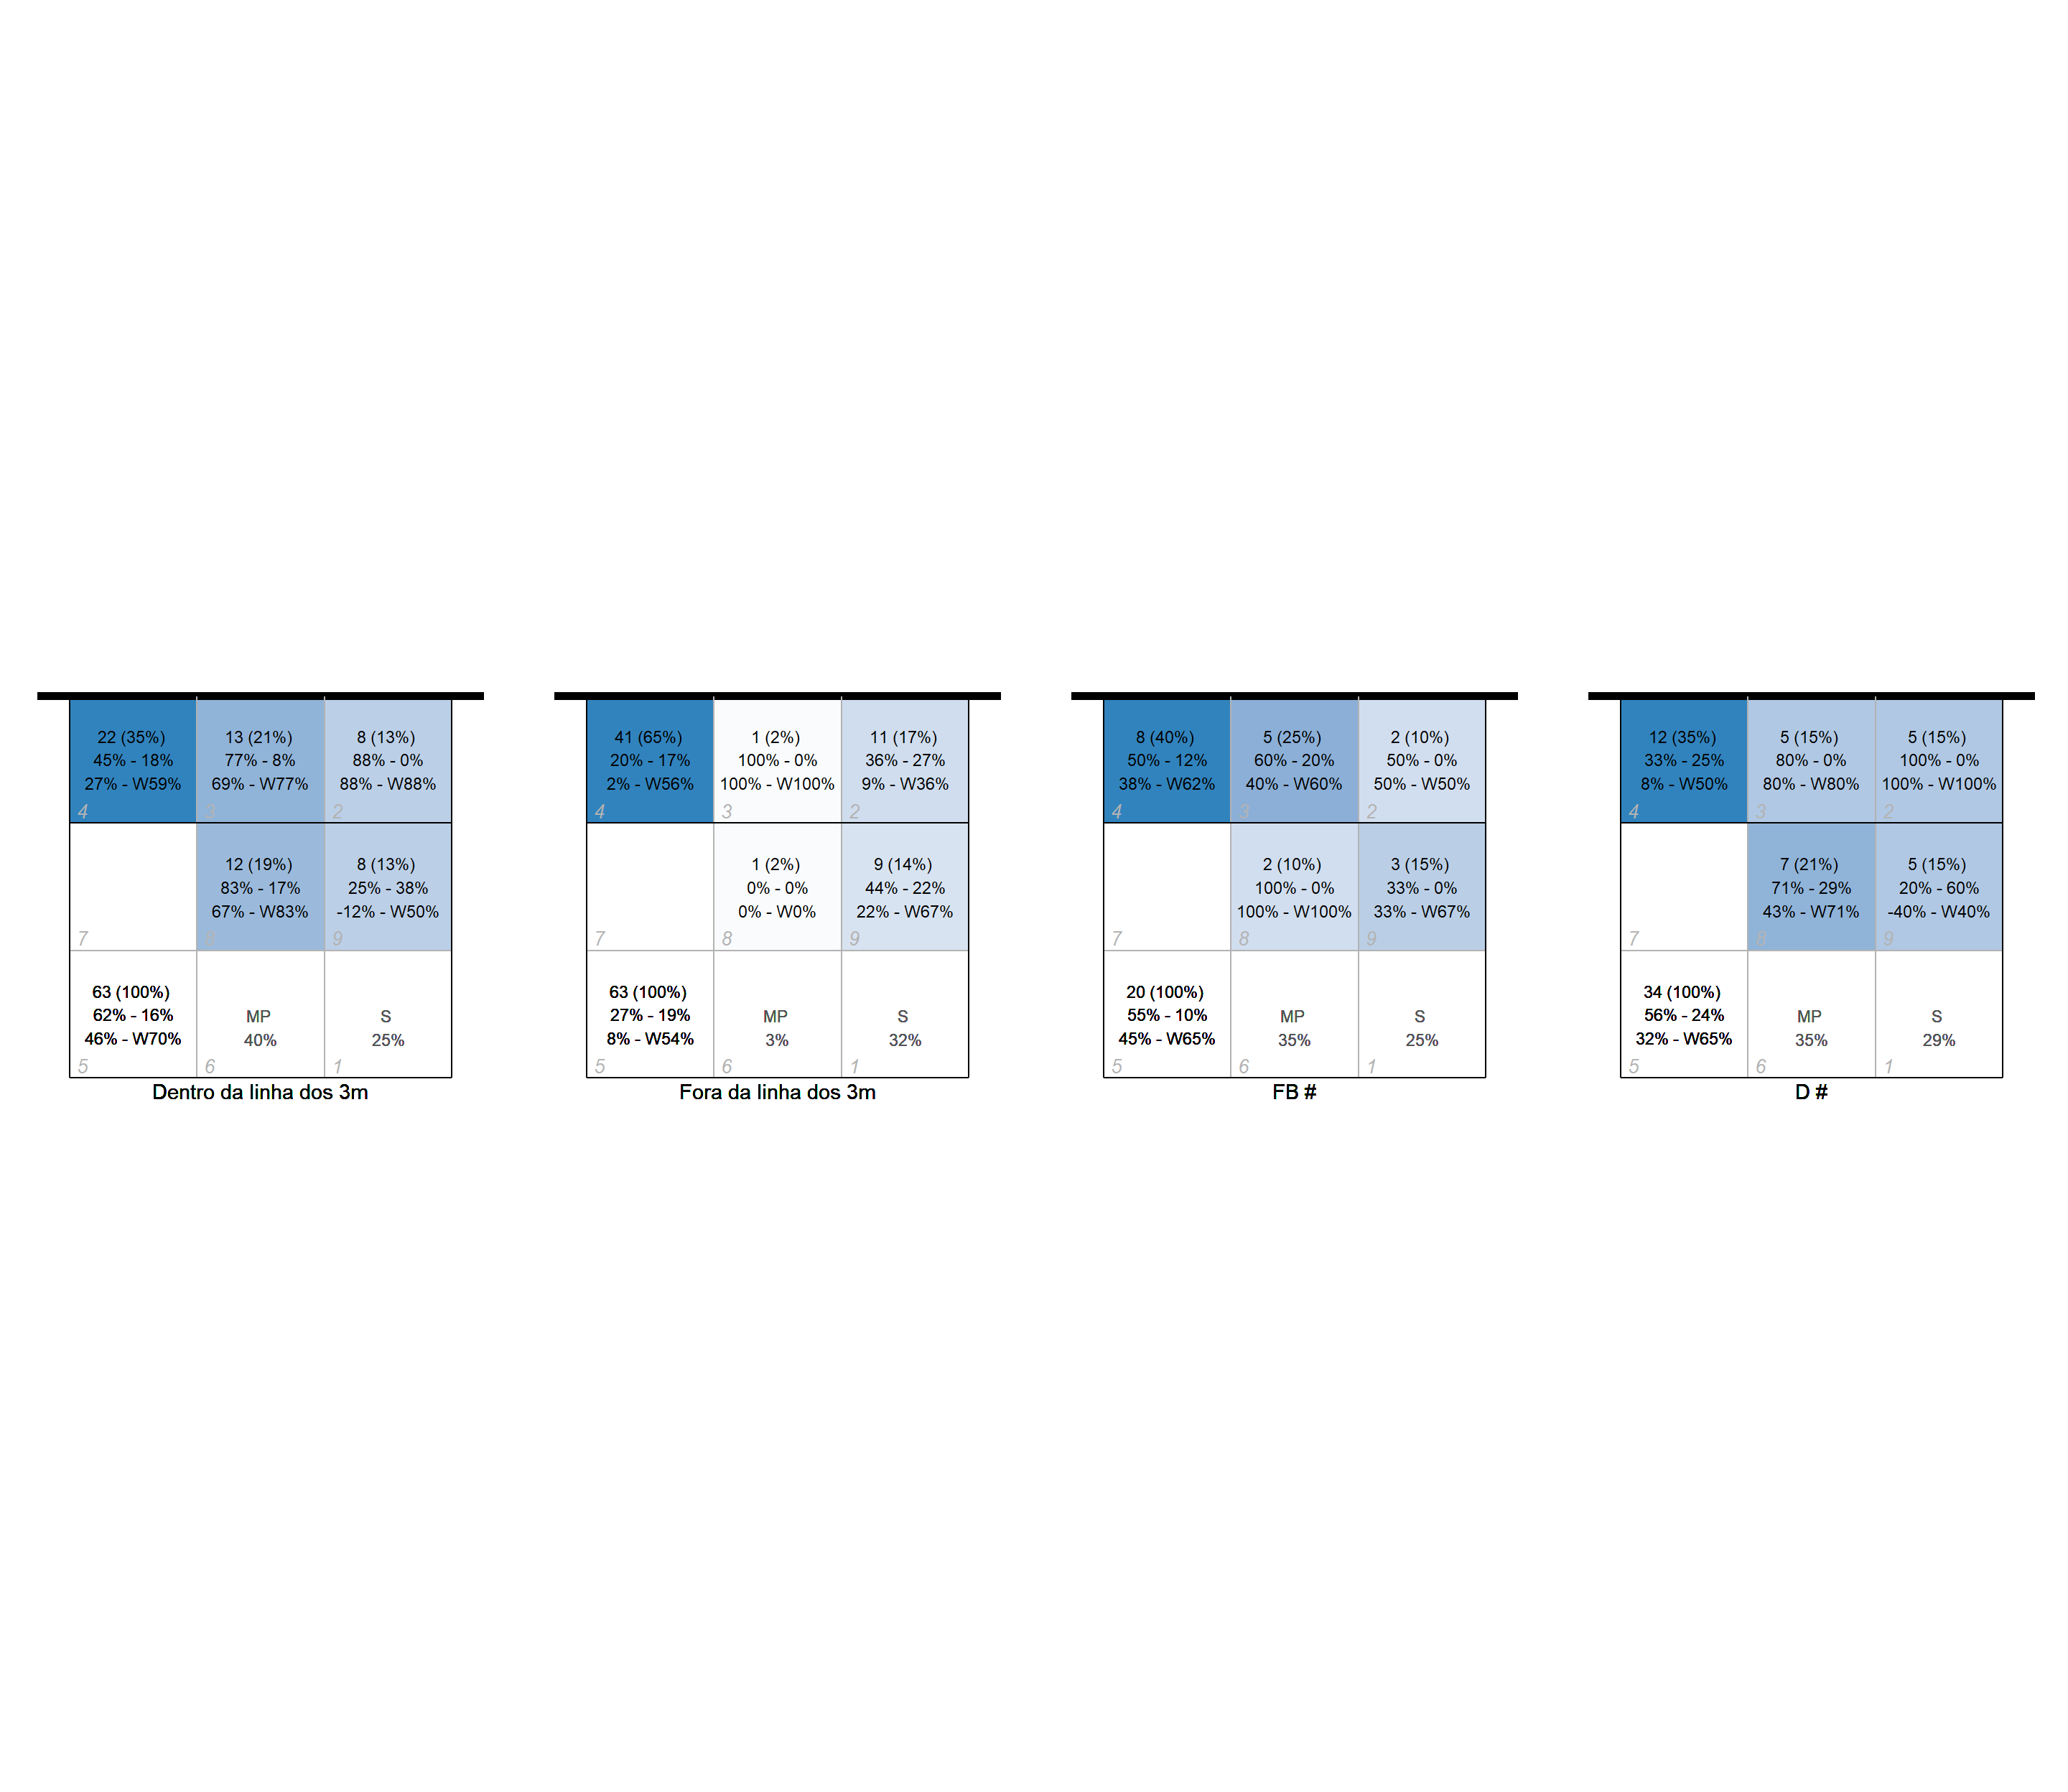 22 (35%)
45% - 18%
27% - W59%
4
13 (21%)
77% - 8%
69% - W77%
3
8 (13%)
88% - 0%
88% - W88%
2
7
12 (19%)
83% - 17%
67% - W83%
8
8 (13%)
25% - 38%
-12% - W50%
9
63 (100%)
62% - 16%
46% - W70%
5
MP
40%
6
S
25%
1
Dentro da linha dos 3m
41 (65%)
20% - 17%
2% - W56%
4
1 (2%)
100% - 0%
100% - W100%
3
11 (17%)
36% - 27%
9% - W36%
2
7
1 (2%)
0% - 0%
0% - W0%
8
9 (14%)
44% - 22%
22% - W67%
9
63 (100%)
27% - 19%
8% - W54%
5
MP
3%
6
S
32%
1
Fora da linha dos 3m
8 (40%)
50% - 12%
38% - W62%
4
5 (25%)
60% - 20%
40% - W60%
3
2 (10%)
50% - 0%
50% - W50%
2
7
2 (10%)
100% - 0%
100% - W100%
8
3 (15%)
33% - 0%
33% - W67%
9
20 (100%)
55% - 10%
45% - W65%
5
MP
35%
6
S
25%
1
FB #
12 (35%)
33% - 25%
8% - W50%
4
5 (15%)
80% - 0%
80% - W80%
3
5 (15%)
100% - 0%
100% - W100%
2
7
7 (21%)
71% - 29%
43% - W71%
8
5 (15%)
20% - 60%
-40% - W40%
9
34 (100%)
56% - 24%
32% - W65%
5
MP
35%
6
S
29%
1
D #